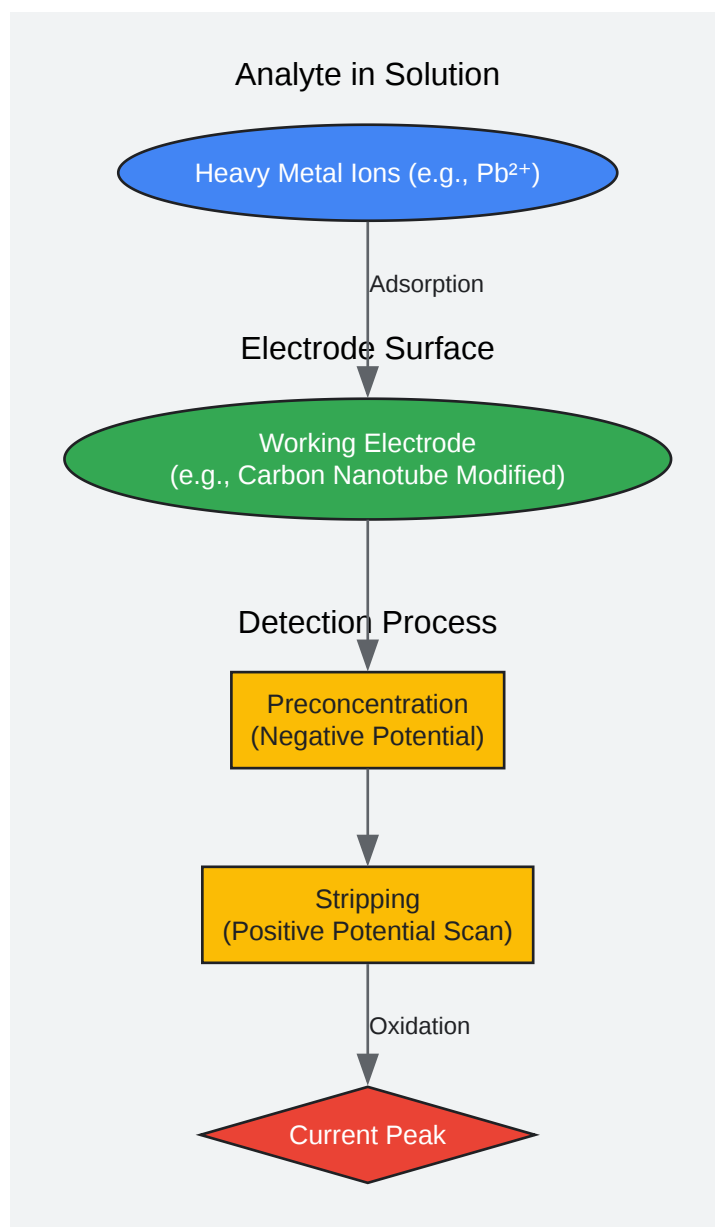 Analyte in Solution
Heavy Metal Ions (e.g., Pb²⁺)
Adsorption
Electrode Surface
Working Electrode
(e.g., Carbon Nanotube Modified)
Detection Process
Preconcentration
(Negative Potential)
Stripping
(Positive Potential Scan)
Oxidation
Current Peak